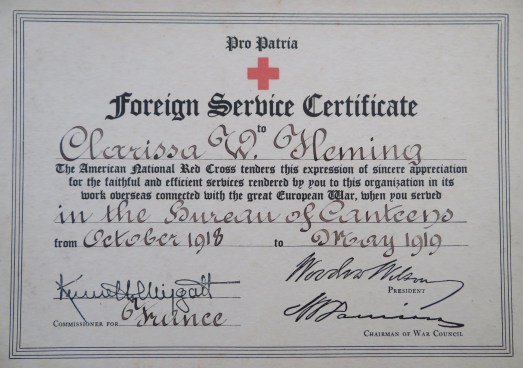 Pro Patria
Foreign Service Certificate
to
Clarissa W. Fleming
The American National Red Cross tenders this expression of sincere appreciation
for the faithful and efficient services rendered by you to this organization in its
work overseas connected with the great European War, when you served
in the Bureau of Canteens
from October 1918 to May 1919
Woodrow Wilson
PRESIDENT
COMMISSIONER FOR France
CHAIRMAN OF WAR COUNCIL